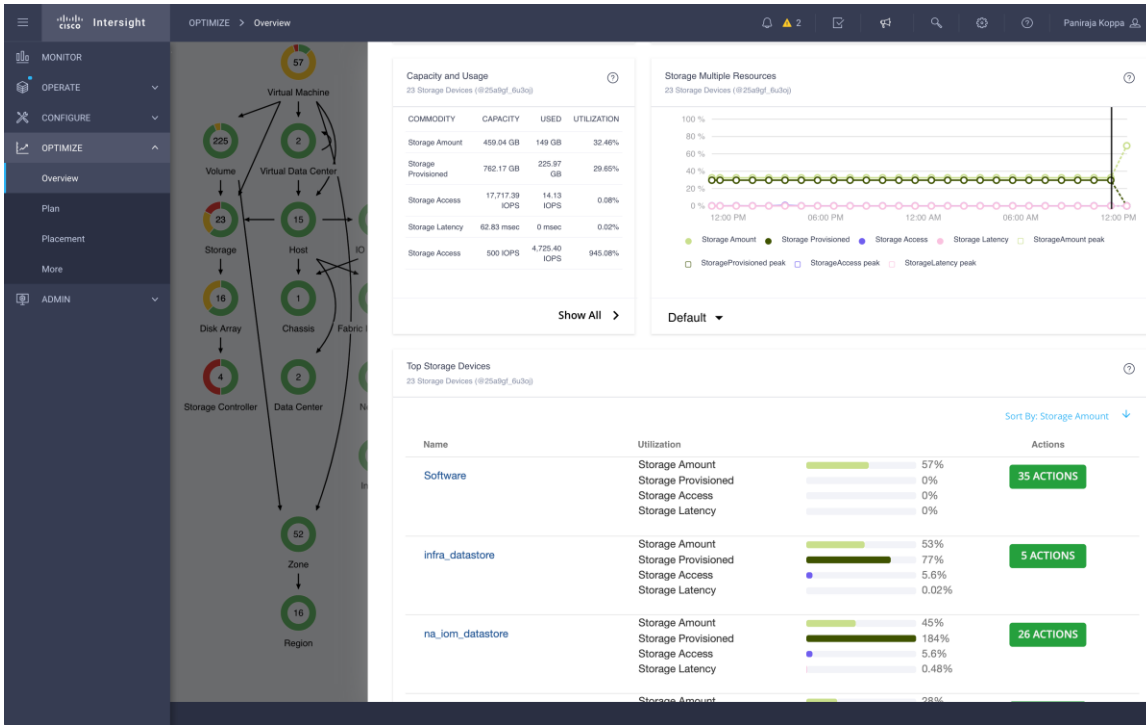 cisco Intersight
OPTIMIZE > Overview
2
Paniraja Koppa
MONITOR
OPERATE
CONFIGURE
OPTIMIZE
Overview
Plan
Placement
More
ADMIN
57
Virtual Machine
225
2
Volume
Virtual Data Center
23
15
Storage
Host
IO
16
1
Disk Array
Chassis
Fabric
4
2
Storage Controller
Data Center
52
Zone
16
Region
Capacity and Usage
23 Storage Devices (@25a9gf_6u3oj)
COMMODITY CAPACITY USED UTILIZATION
Storage Amount 459.04 GB 149 GB 32.46%
Storage Provisioned 762.17 GB 225.97 GB 29.65%
Storage Access 17,717.39 IOPS 14.13 IOPS 0.08%
Storage Latency 62.83 msec 0 msec 0.02%
Storage Access 500 IOPS 4,725.40 IOPS 945.08%
Show All >
Storage Multiple Resources
23 Storage Devices (@25a9gf_6u3oj)
100 %
80 %
60 %
40 %
20 %
0 %
12:00 PM 06:00 PM 12:00 AM 06:00 AM 12:00 PM
Storage Amount Storage Provisioned Storage Access Storage Latency StorageAmount peak
StorageProvisioned peak StorageAccess peak StorageLatency peak
Default
Top Storage Devices
23 Storage Devices (@25a9gf_6u3oj)
Sort By: Storage Amount
Name Utilization Actions
Software
Storage Amount 57%
Storage Provisioned 0%
Storage Access 0%
Storage Latency 0%
35 ACTIONS
infra_datastore
Storage Amount 53%
Storage Provisioned 77%
Storage Access 5.6%
Storage Latency 0.02%
5 ACTIONS
na_iom_datastore
Storage Amount 45%
Storage Provisioned 184%
Storage Access 5.6%
Storage Latency 0.48%
26 ACTIONS
Storage Amount 28%